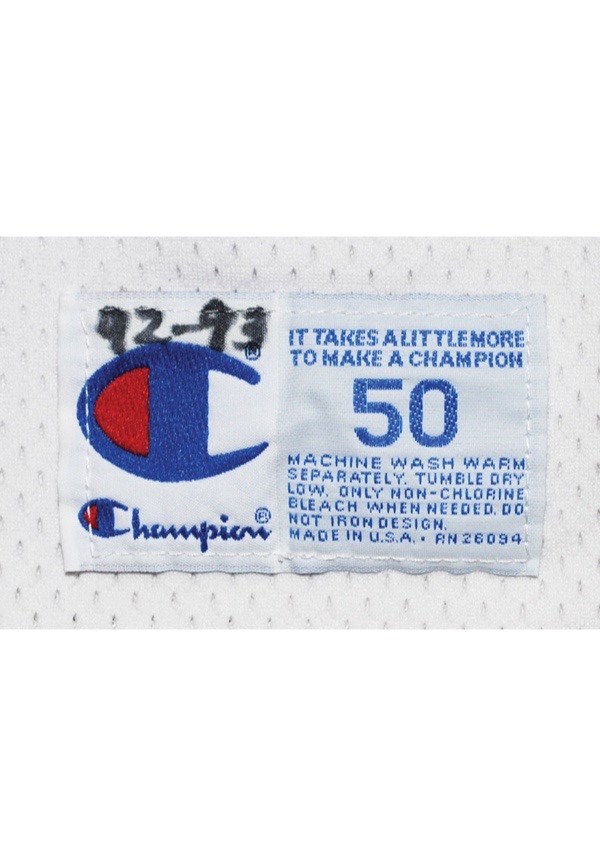 92-93
®
Champion®
IT TAKES A LITTLE MORE
TO MAKE A CHAMPION
50
MACHINE WASH WARM
SEPARATELY. TUMBLE DRY
LOW. ONLY NON-CHLORINE
BLEACH WHEN NEEDED. DO
NOT IRON DESIGN.
MADE IN U.S.A. • RN 26094